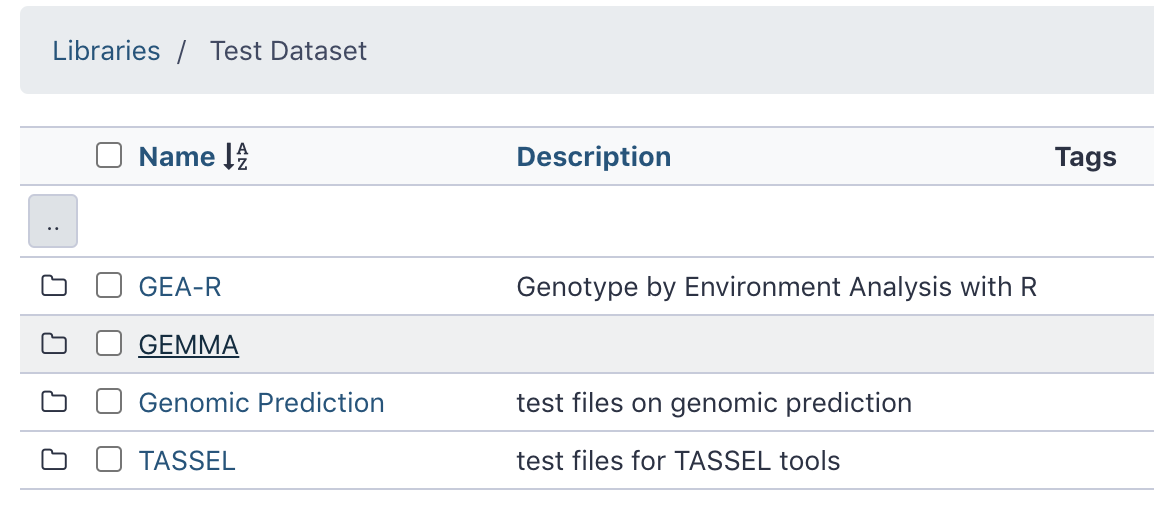 Libraries / Test Dataset
Name Description Tags
..
GEA-R Genotype by Environment Analysis with R
GEMMA
Genomic Prediction test files on genomic prediction
TASSEL test files for TASSEL tools